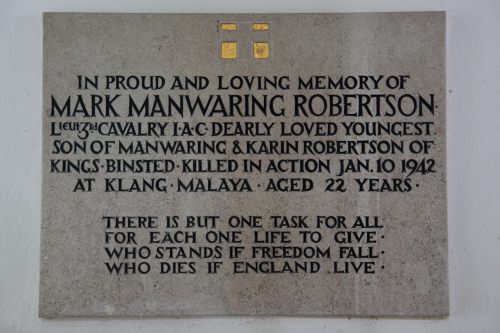 IN PROUD AND LOVING MEMORY OF
MARK MANWARING ROBERTSON·
Lieut 3rd CAVALRY I·A·C·DEARLY LOVED YOUNGEST
SON OF MANWARING & KARIN ROBERTSON OF
KINGS·BINSTED·KILLED IN ACTION JAN. 10 1942
AT KLANG·MALAYA·AGED 22 YEARS·
THERE IS BUT ONE TASK FOR ALL
FOR EACH ONE LIFE TO GIVE·
WHO STANDS IF FREEDOM FALL·
WHO DIES IF ENGLAND LIVE·